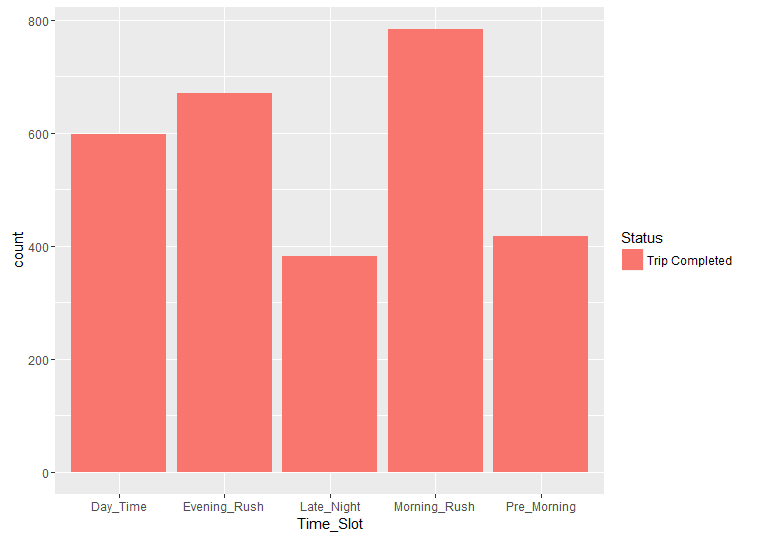 800
600
400
200
0
count
Day_Time Evening_Rush Late_Night Morning_Rush Pre_Morning
Time_Slot
Status
Trip Completed